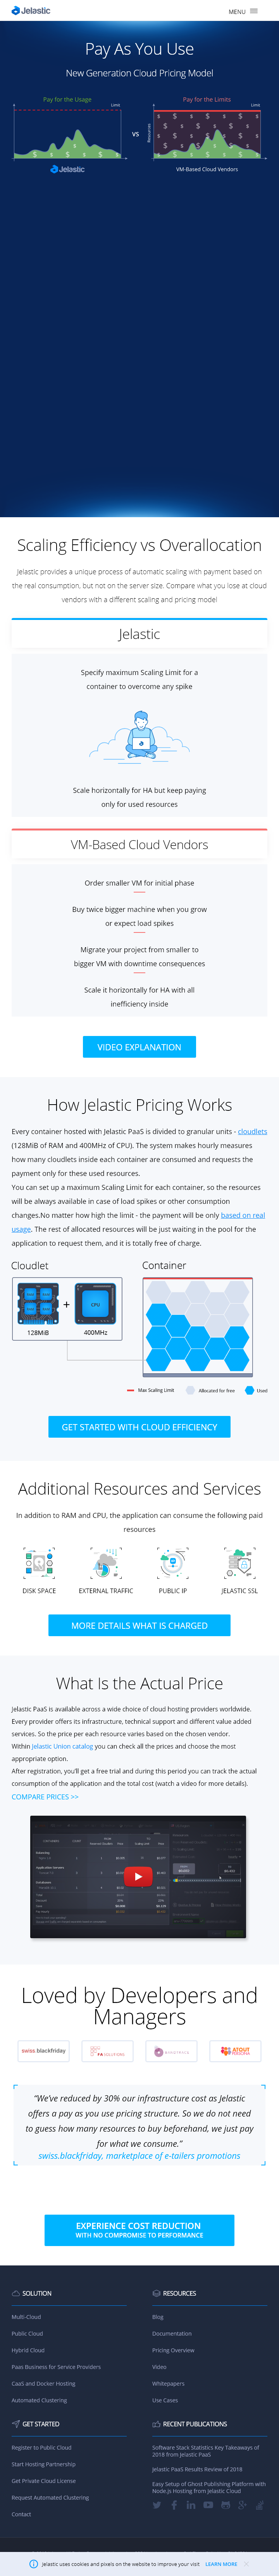 Jelastic
MENU
Pay As You Use
New Generation Cloud Pricing Model
Pay for the Usage
Limit
Jelastic
VS
Pay for the Limits
Limit
Resources
VM-Based Cloud Vendors
Scaling Efficiency vs Overallocation
Jelastic provides a unique process of automatic scaling with payment based on
the real consumption, but not on the server size. Compare what you lose at cloud
vendors with a different scaling and pricing model
Jelastic
Specify maximum Scaling Limit for a
container to overcome any spike
Scale horizontally for HA but keep paying
only for used resources
VM-Based Cloud Vendors
Order smaller VM for initial phase
Buy twice bigger machine when you grow
or expect load spikes
Migrate your project from smaller to
bigger VM with downtime consequences
Scale it horizontally for HA with all
inefficiency inside
VIDEO EXPLANATION
How Jelastic Pricing Works
Every container hosted with Jelastic PaaS is divided to granular units - cloudlets
(128MiB of RAM and 400MHz of CPU). The system makes hourly measures
how many cloudlets inside each container are consumed and requests the
payment only for these used resources.
You can set up a maximum Scaling Limit for each container, so the resources
will be always available in case of load spikes or other consumption
changes.No matter how high the limit - the payment will be only based on real
usage. The rest of allocated resources will be just waiting in the pool for the
application to request them, and it is totally free of charge.
Cloudlet
Container
CPU
128MiB
400MHz
Max Scaling Limit
Allocated for free
Used
GET STARTED WITH CLOUD EFFICIENCY
Additional Resources and Services
In addition to RAM and CPU, the application can consume the following paid
resources
DISK SPACE
EXTERNAL TRAFFIC
PUBLIC IP
JELASTIC SSL
MORE DETAILS WHAT IS CHARGED
What Is the Actual Price
Jelastic PaaS is available across a wide choice of cloud hosting providers worldwide.
Every provider offers its infrastructure, technical support and different value added
services. So the price per each resource varies based on the chosen vendor.
Within Jelastic Union catalog you can check all the prices and choose the most
appropriate option.
After registration, you'll get a free trial and during this period you can track the actual
consumption of the application and the total cost (watch a video for more details).
COMPARE PRICES >>
Loved by Developers and
Managers
swiss blackfriday
“We've reduced by 30% our infrastructure cost as Jelastic
offers a pay as you use pricing structure. So we do not need
to guess how many resources to buy beforehand, we just pay
for what we consume.”
swiss.blackfriday, marketplace of e-tailers promotions
EXPERIENCE COST REDUCTION
WITH NO COMPROMISE TO PERFORMANCE
SOLUTION
Multi-Cloud
Public Cloud
Hybrid Cloud
Paas Business for Service Providers
CaaS and Docker Hosting
Automated Clustering
RESOURCES
Blog
Documentation
Pricing Overview
Video
Whitepapers
Use Cases
GET STARTED
Register to Public Cloud
Start Hosting Partnership
Get Private Cloud License
Request Automated Clustering
Contact
RECENT PUBLICATIONS
Software Stack Statistics Key Takeaways of
2018 from Jelastic PaaS
Jelastic PaaS Results Review of 2018
Easy Setup of Ghost Publishing Platform with
Node.js Hosting from Jelastic Cloud
Jelastic uses cookies and pixels on the website to improve your visit
LEARN MORE